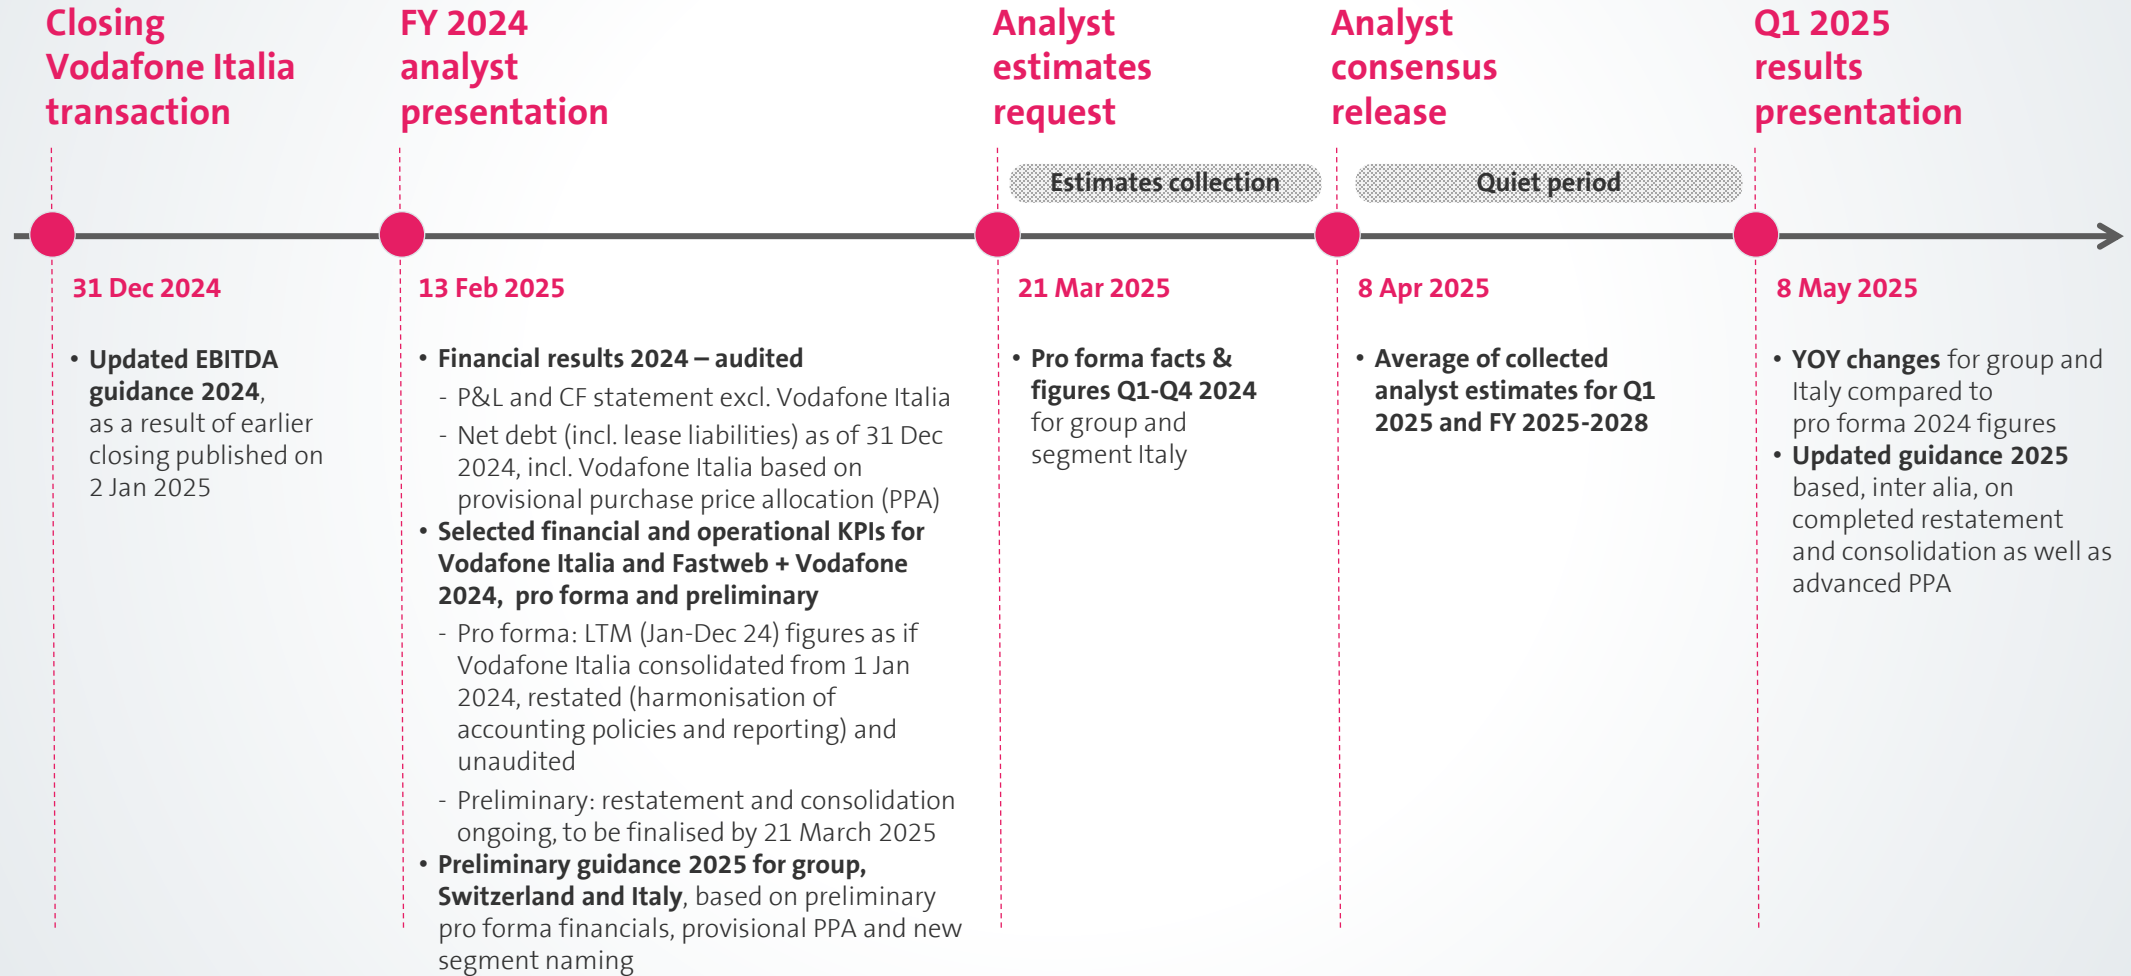 Closing
Vodafone Italia
transaction
FY 2024
analyst
presentation
Analyst
estimates
request
Analyst
consensus
release
Q1 2025
results
presentation
Estimates collection
Quiet period
31 Dec 2024
13 Feb 2025
21 Mar 2025
8 Apr 2025
8 May 2025
• Updated EBITDA
guidance 2024,
as a result of earlier
closing published on
2 Jan 2025
• Financial results 2024 – audited
- P&L and CF statement excl. Vodafone Italia
- Net debt (incl. lease liabilities) as of 31 Dec
2024, incl. Vodafone Italia based on
provisional purchase price allocation (PPA)
• Selected financial and operational KPIs for
Vodafone Italia and Fastweb + Vodafone
2024, pro forma and preliminary
- Pro forma: LTM (Jan-Dec 24) figures as if
Vodafone Italia consolidated from 1 Jan
2024, restated (harmonisation of
accounting policies and reporting) and
unaudited
- Preliminary: restatement and consolidation
ongoing, to be finalised by 21 March 2025
• Preliminary guidance 2025 for group,
Switzerland and Italy, based on preliminary
pro forma financials, provisional PPA and new
segment naming
• Pro forma facts &
figures Q1-Q4 2024
for group and
segment Italy
• Average of collected
analyst estimates for Q1
2025 and FY 2025-2028
• YOY changes for group and
Italy compared to
pro forma 2024 figures
• Updated guidance 2025
based, inter alia, on
completed restatement
and consolidation as well as
advanced PPA